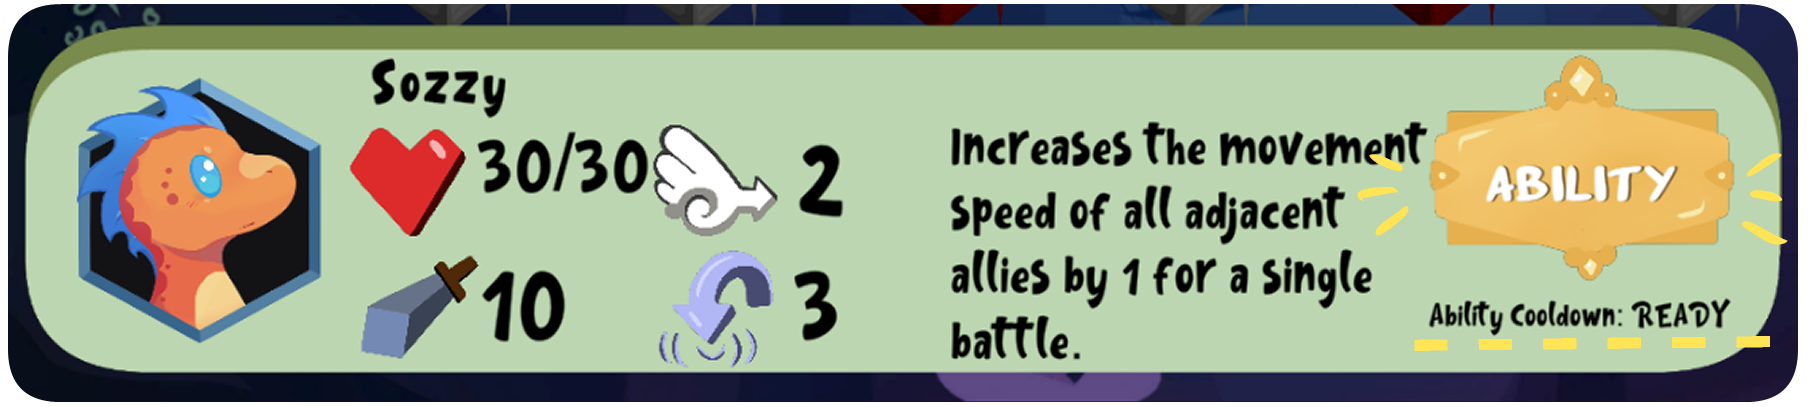 Sozzy
30/30
2
10
3
Increases the movement
speed of all adjacent
allies by 1 for a single
battle.
ABILITY
Ability Cooldown: READY